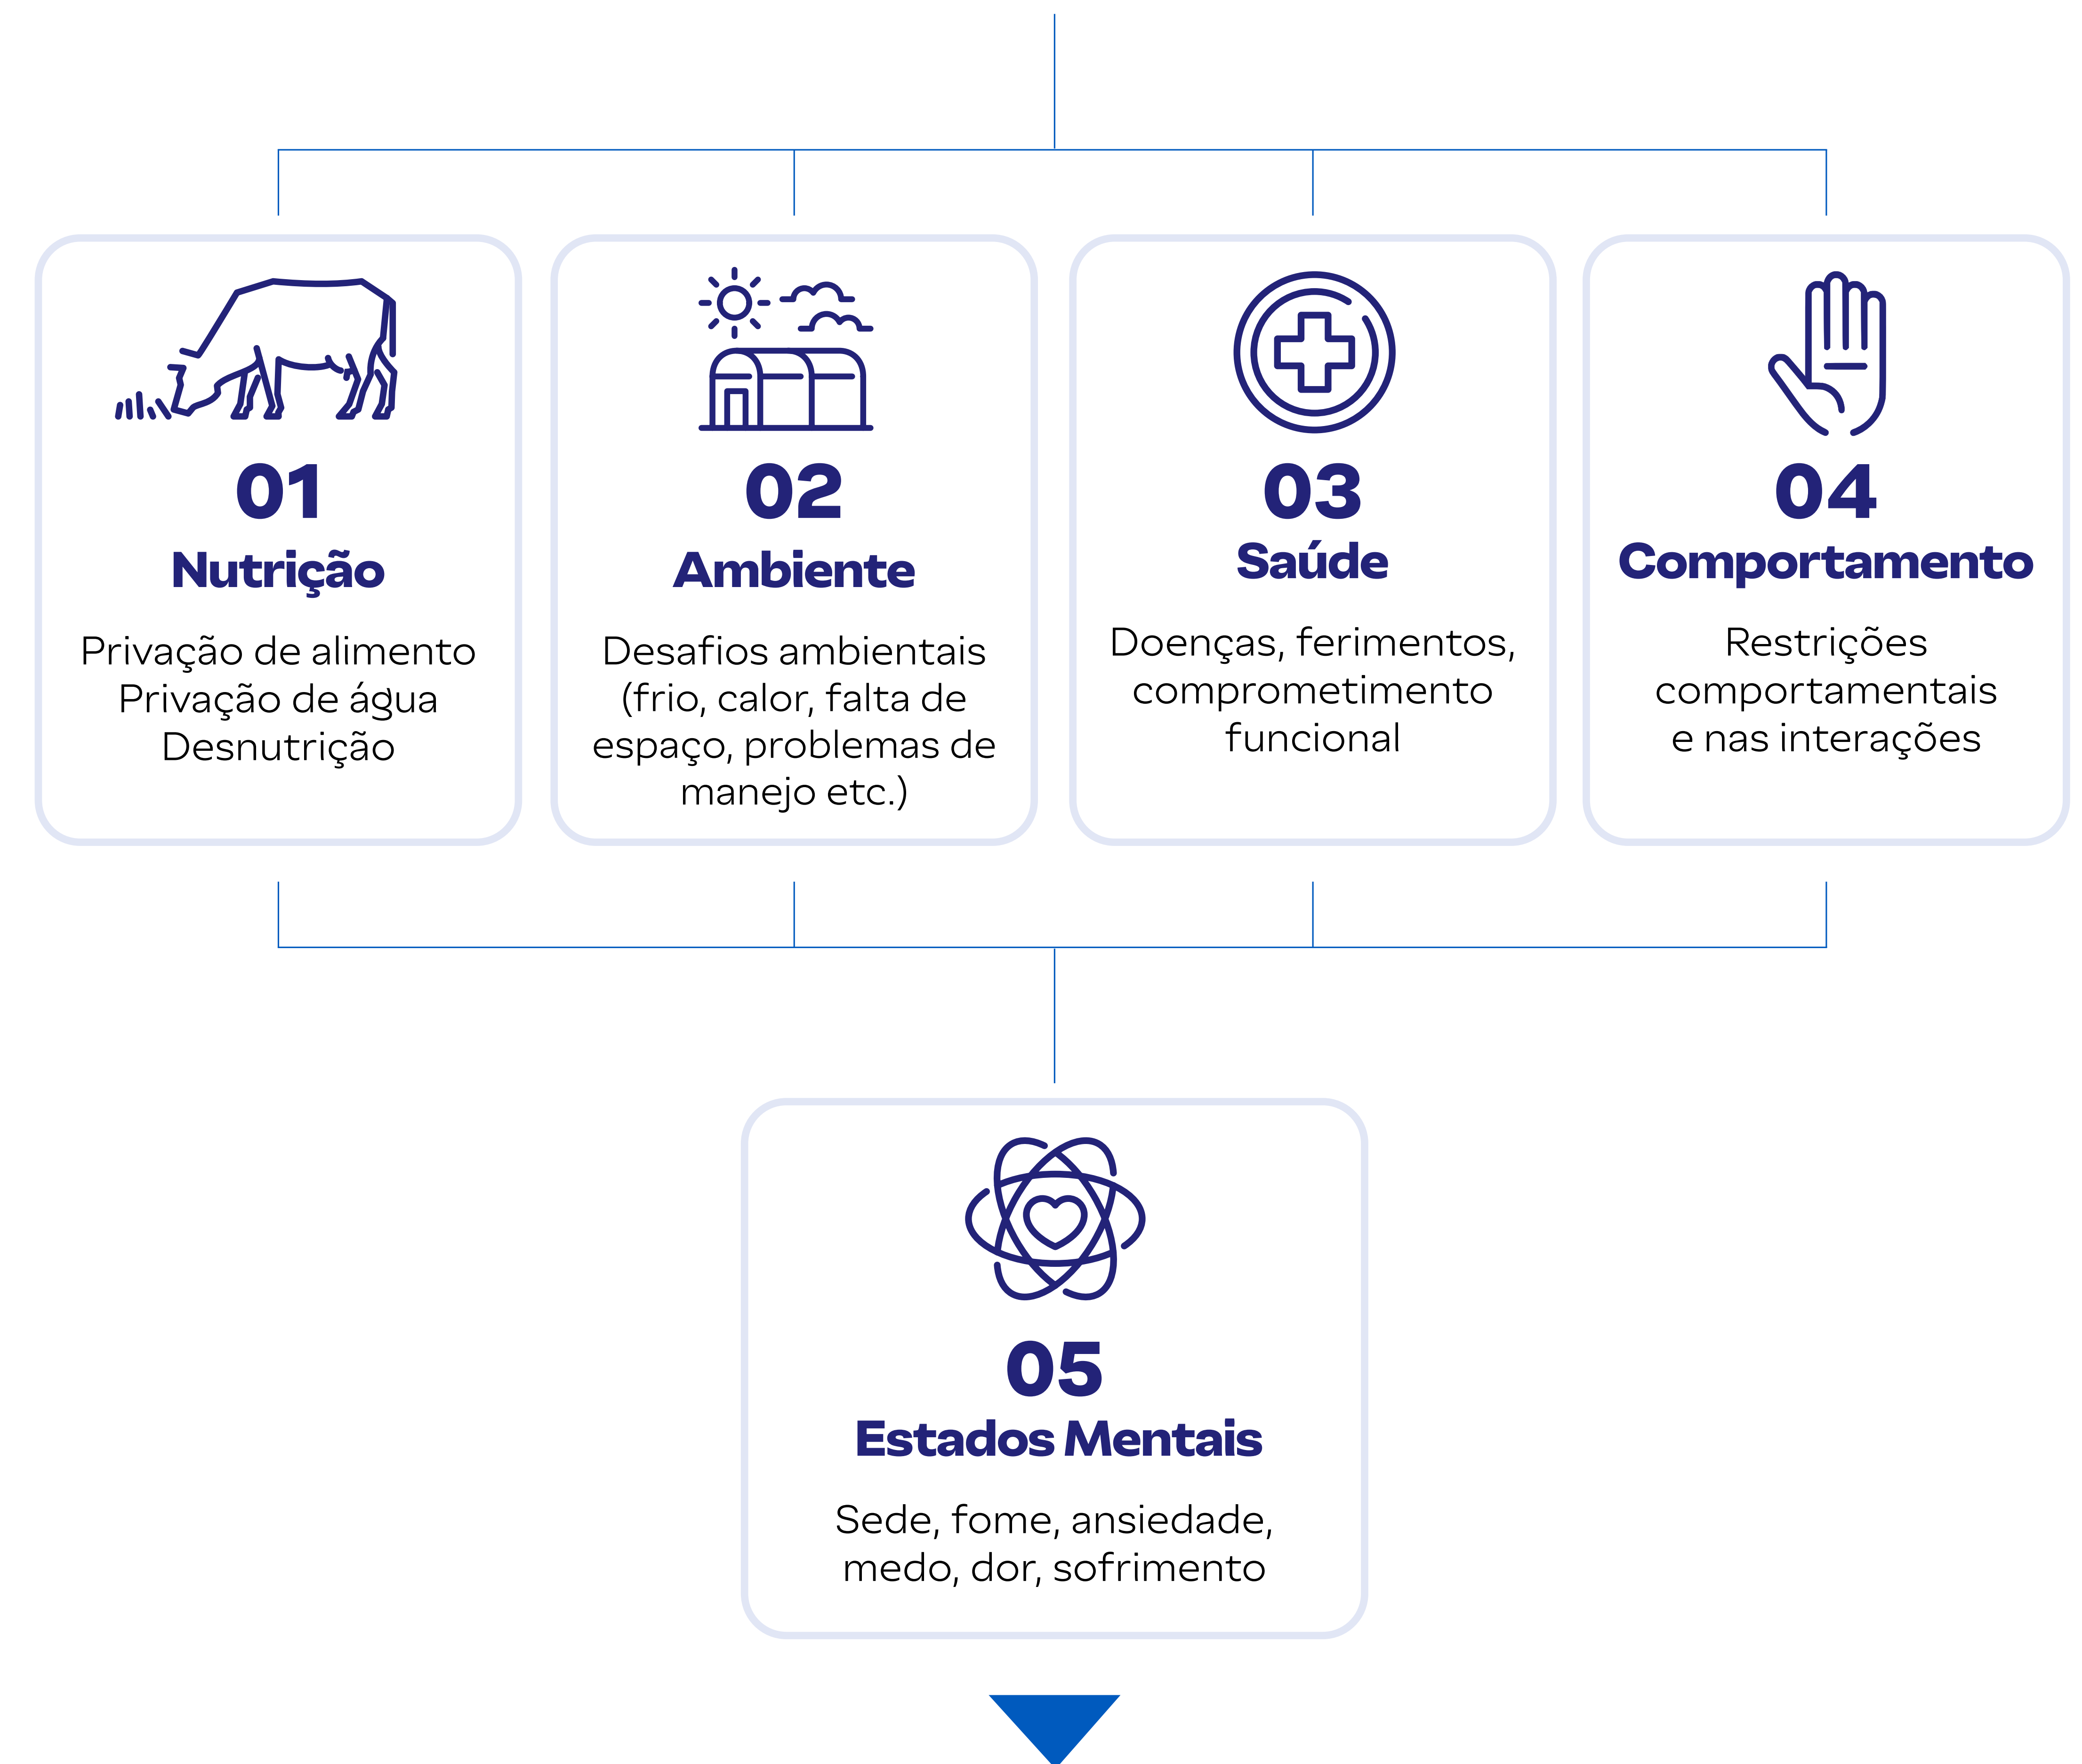 01
Nutrição
Privação de alimento
Privação de água
Desnutrição
02
Ambiente
Desafios ambientais
(frio, calor, falta de
espaço, problemas de
manejo etc.)
03
Saúde
Doenças, ferimentos,
comprometimento
funcional
04
Comportamento
Restrições
comportamentais
e nas interações
05
Estados Mentais
Sede, fome, ansiedade,
medo, dor, sofrimento